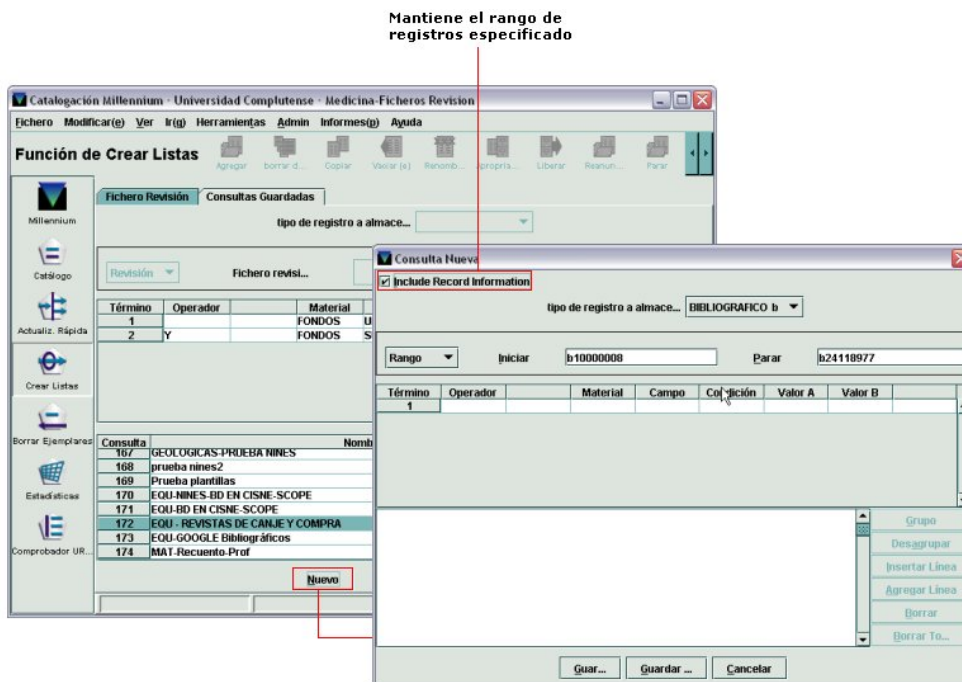 Mantiene el rango de
registros especificado
Catalogación Millennium · Universidad Complutense · Medicina-Ficheros Revision
Fichero Modificar(e) Ver Ir(g) Herramientas Admin Informes(p) Ayuda
Función de Crear Listas
Agregar borrar d... Copiar Vaciar (e) Renomb... Apropia... Liberar Reanun... Parar
Millennium
Catálogo
Actualiz. Rápida
Crear Listas
Borrar Ejemplares
Estadísticas
Comprobador UR...
Fichero Revisión Consultas Guardadas
tipo de registro a almace...
Revisión Fichero revisi...
Término Operador Material
1 FONDOS U
2 Y FONDOS S
Consulta Nomb
167 GEOLOGICAS-PRUEBA NINES
168 prueba nines2
169 Prueba plantillas
170 EQU-NINES-BD EN CISNE-SCOPE
171 EQU-BD EN CISNE-SCOPE
172 EQU - REVISTAS DE CANJE Y COMPRA
173 EQU-GOOGLE Bibliográficos
174 MAT-Recuento-Prof
Nuevo
Consulta Nueva
Include Record Information
tipo de registro a almace... BIBLIOGRAFICO b
Rango Iniciar b10000008 Parar b24118977
Término Operador Material Campo Condición Valor A Valor B
1
Grupo
Desagrupar
Insertar Línea
Agregar Línea
Borrar
Borrar To...
Guar... Guardar ... Cancelar